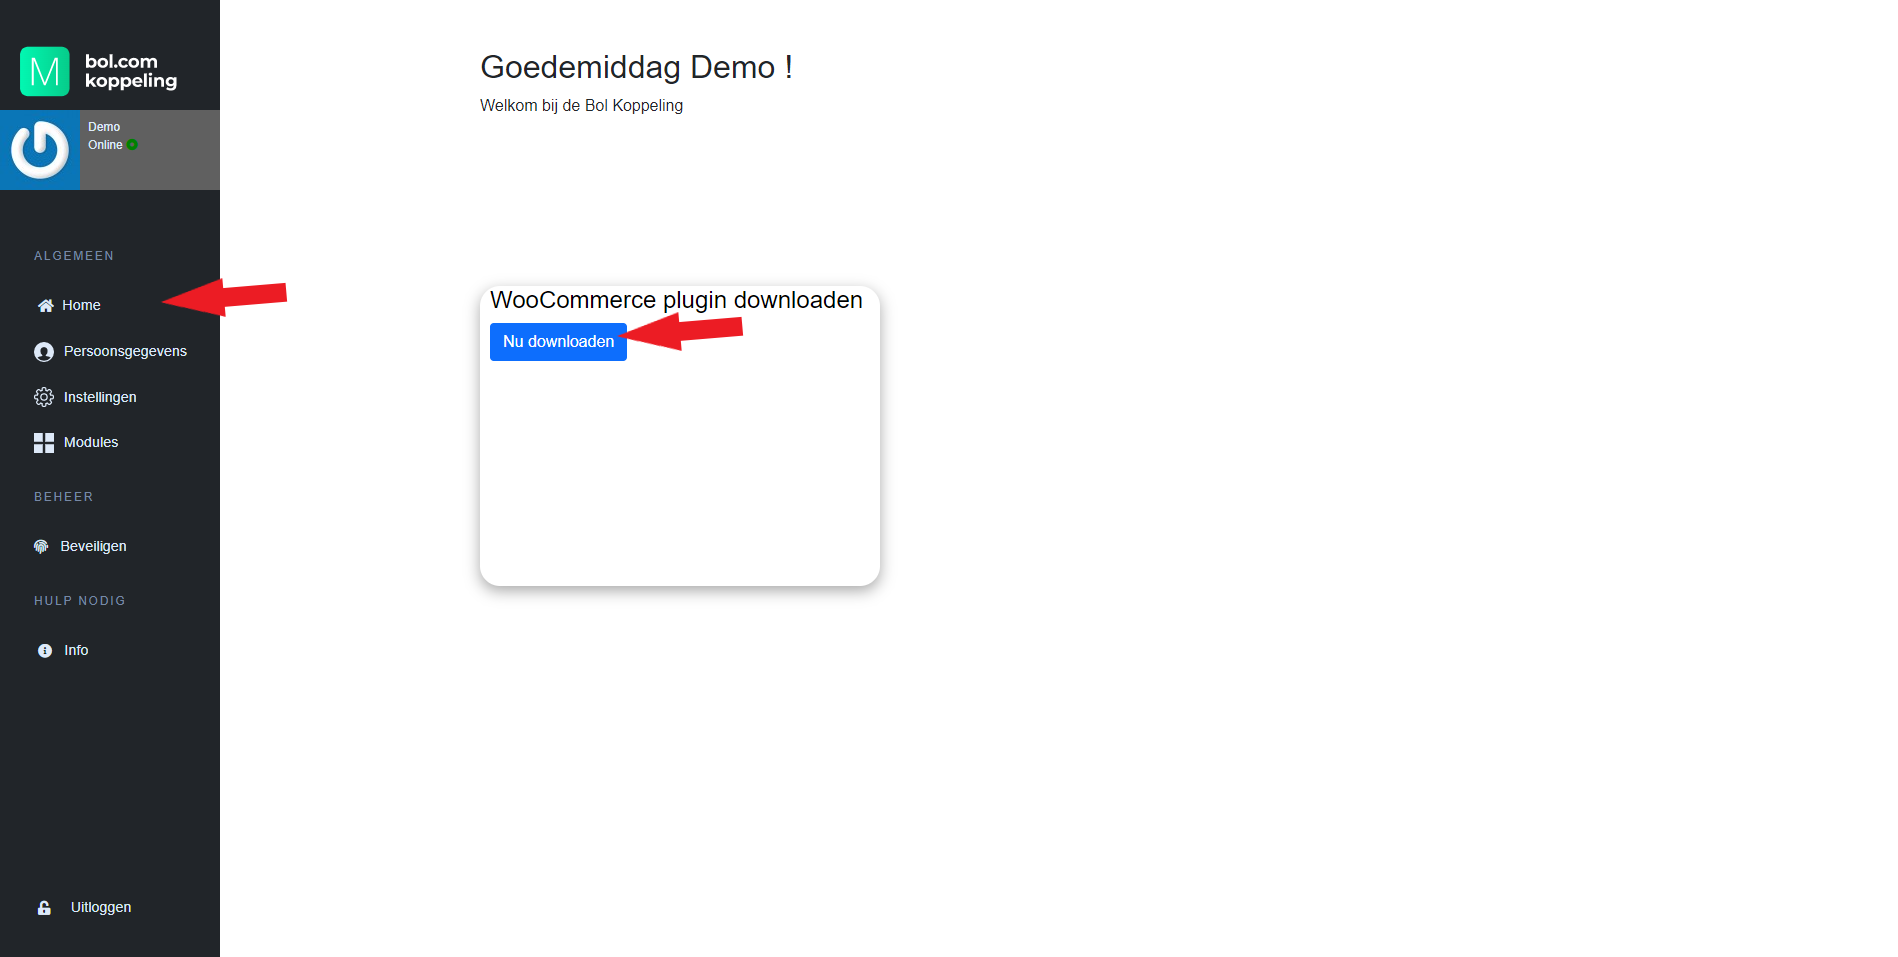 M
bol.com
koppeling
Demo
Online
ALGEMEEN
Home
Persoonsgegevens
Instellingen
Modules
BEHEER
Beveiligen
HULP NODIG
Info
Uitloggen
Goedemiddag Demo !
Welkom bij de Bol Koppeling
WooCommerce plugin downloaden
Nu downloaden